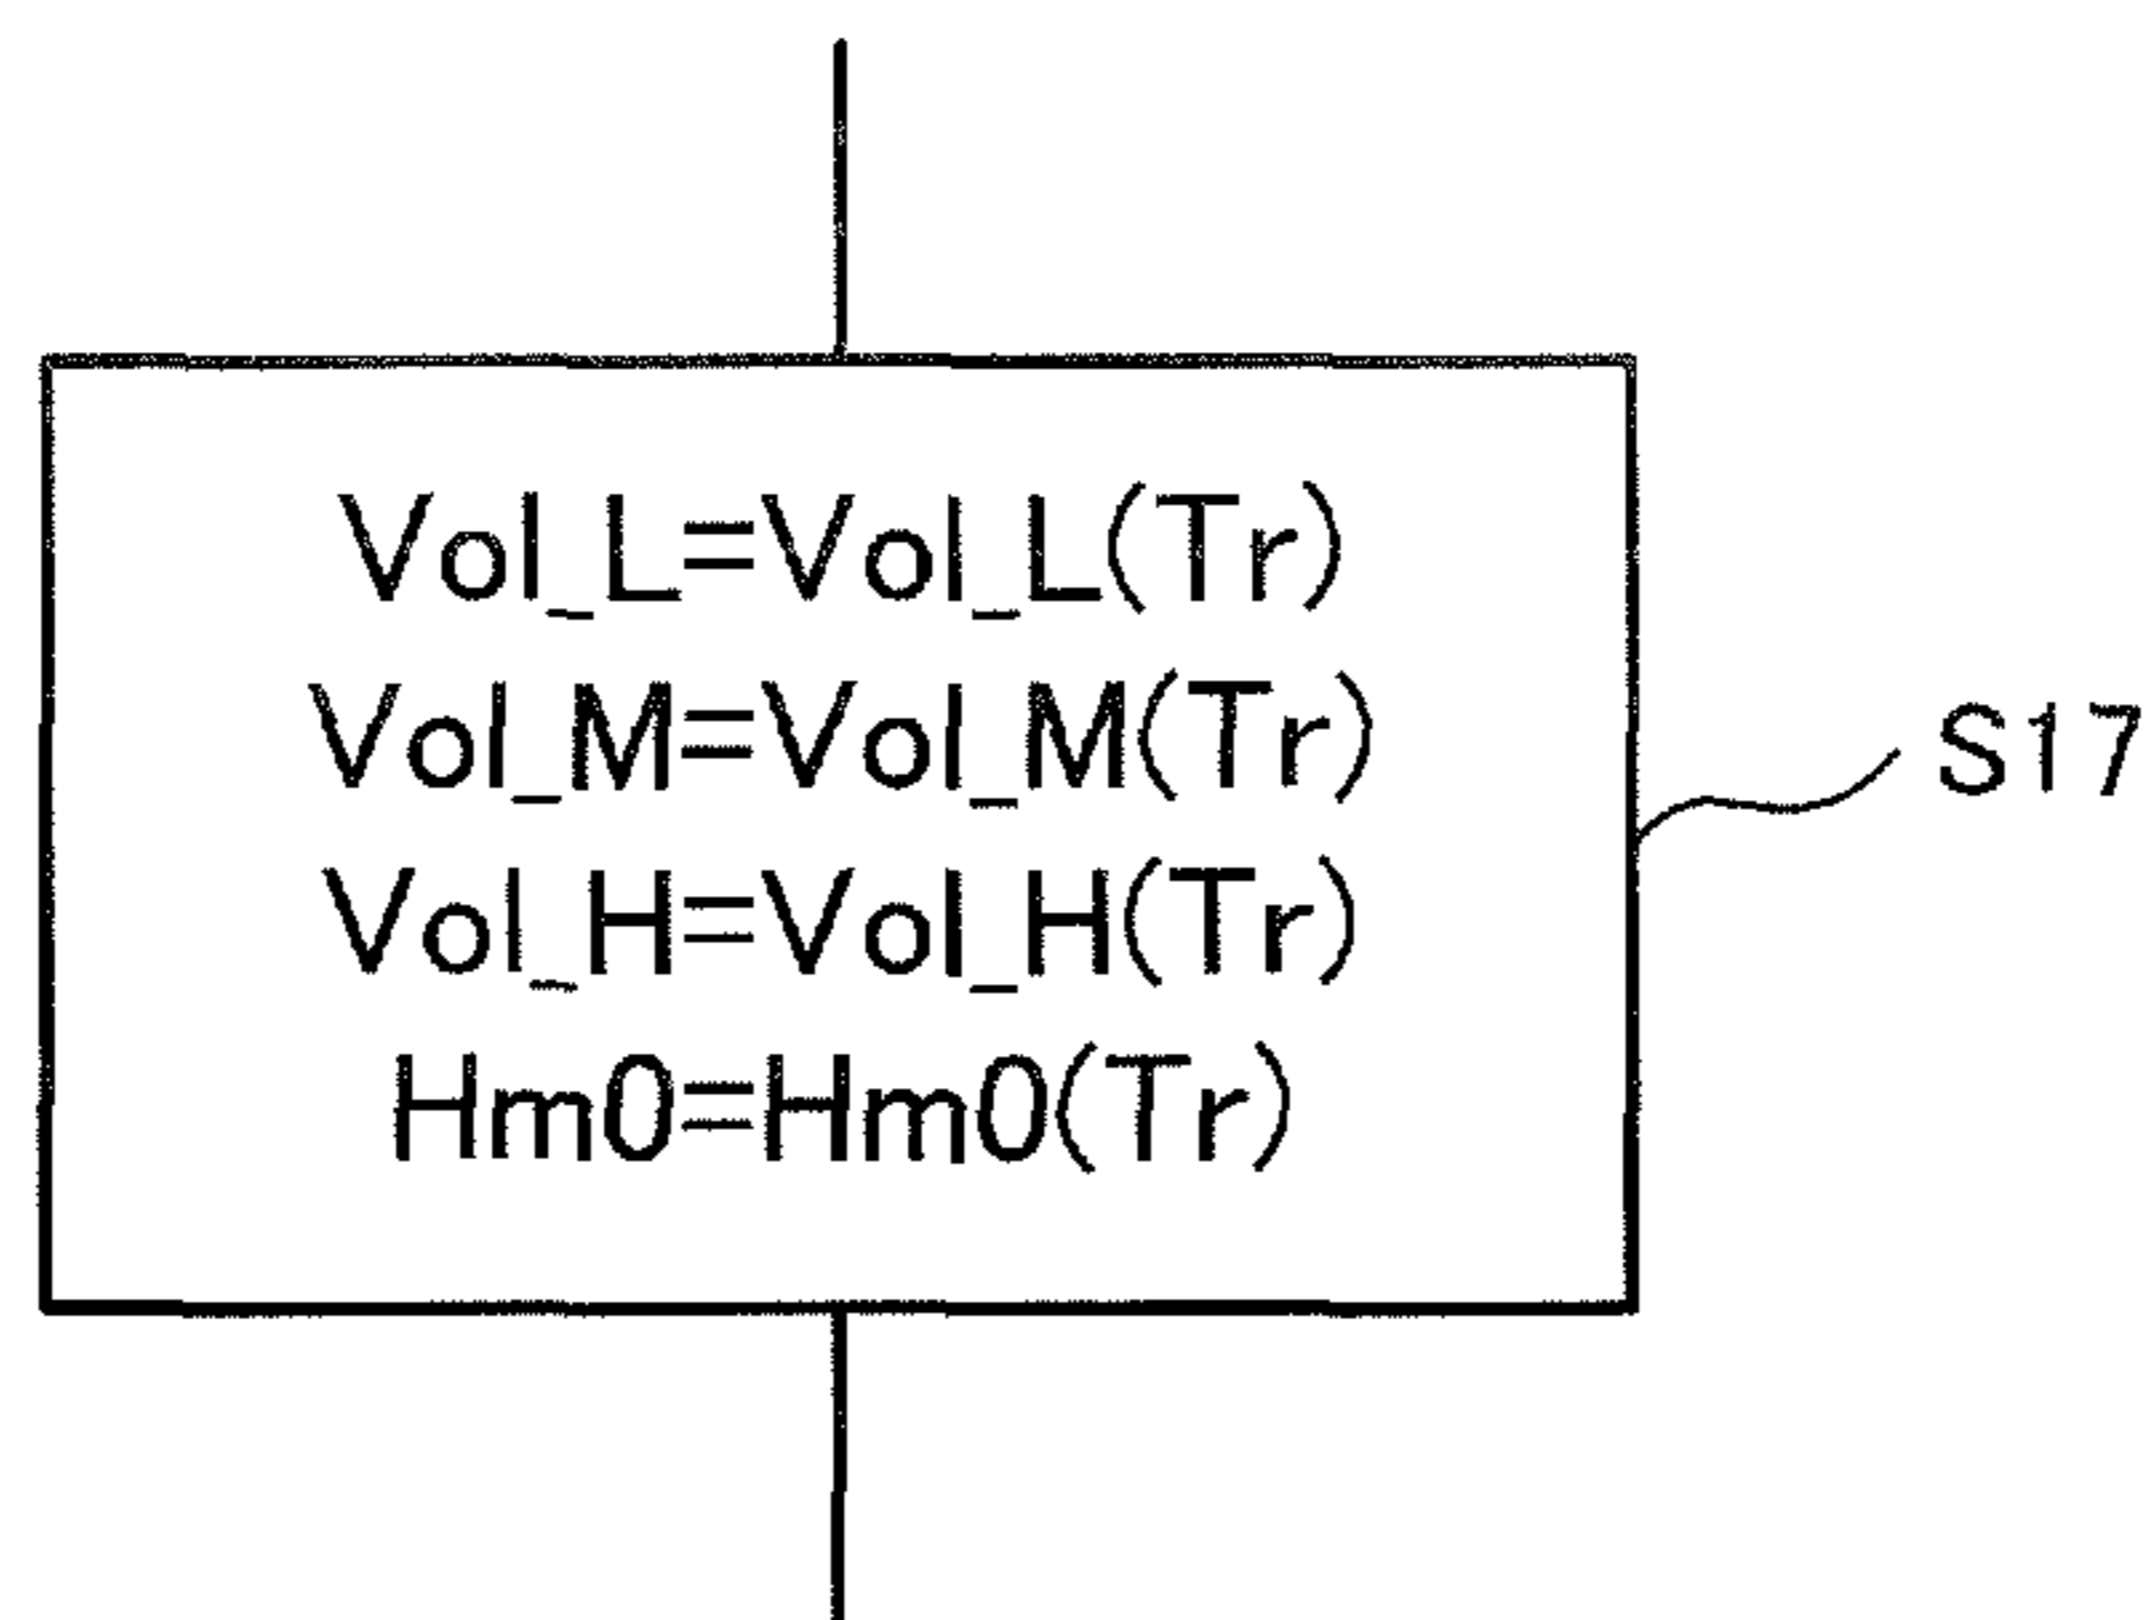 Vol_L=Vol_L(Tr)
Vol_M=Vol_M(Tr)
Vol_H=Vol_H(Tr)
Hm0=Hm0(Tr)
S17